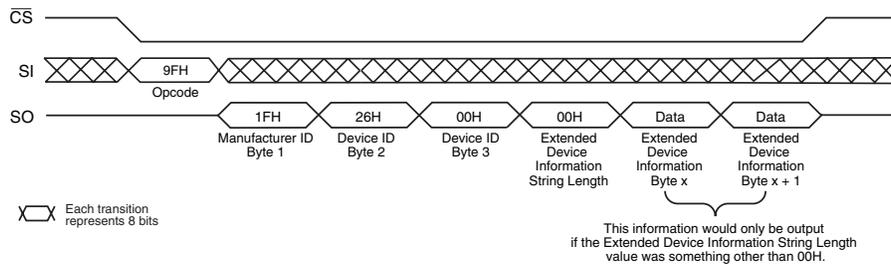 CS
SI
9FH
Opcode
SO
1FH
26H
00H
00H
Data
Data
Manufacturer ID
Byte 1
Device ID
Byte 2
Device ID
Byte 3
Extended
Device
Information
String Length
Extended
Device
Information
Byte x
Extended
Device
Information
Byte x + 1
Each transition
represents 8 bits
This information would only be output
if the Extended Device Information String Length
value was something other than 00H.